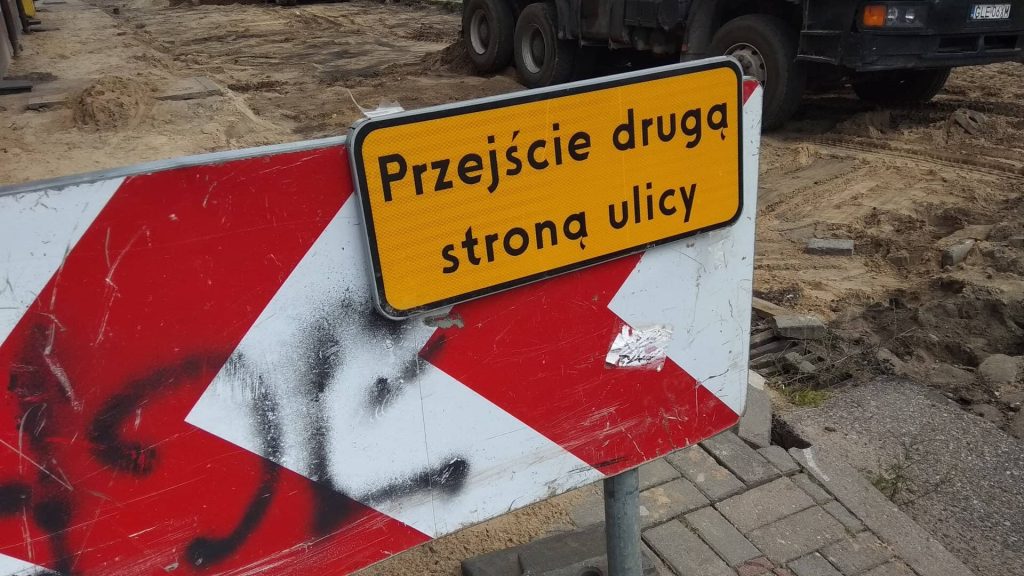 Przejście drugą
stroną ulicy